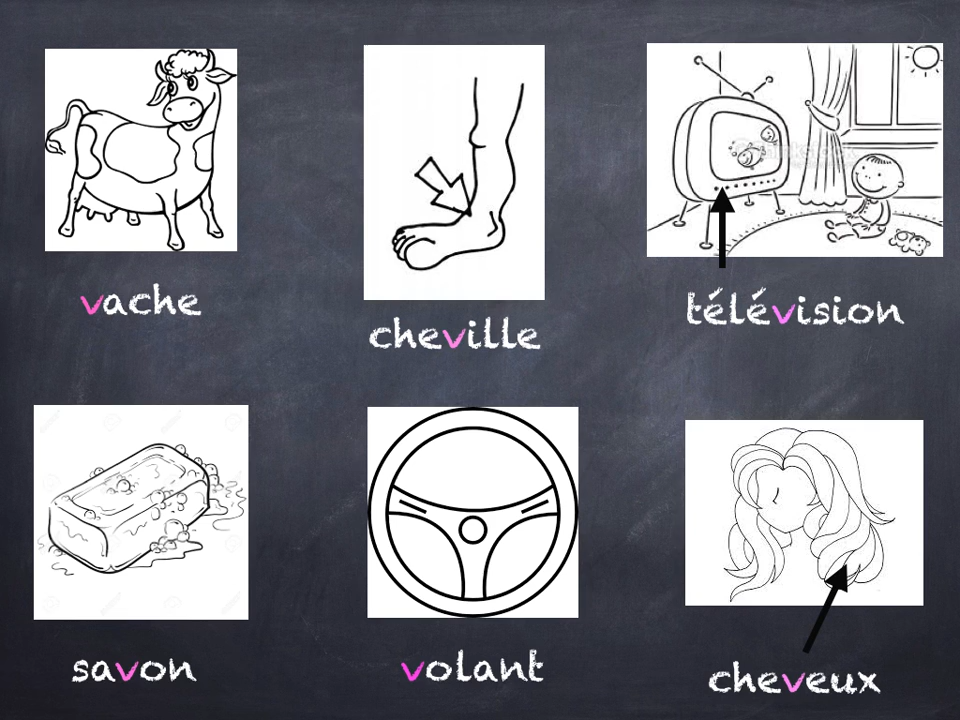 vache
cheville
télévision
savon
volant
cheveux